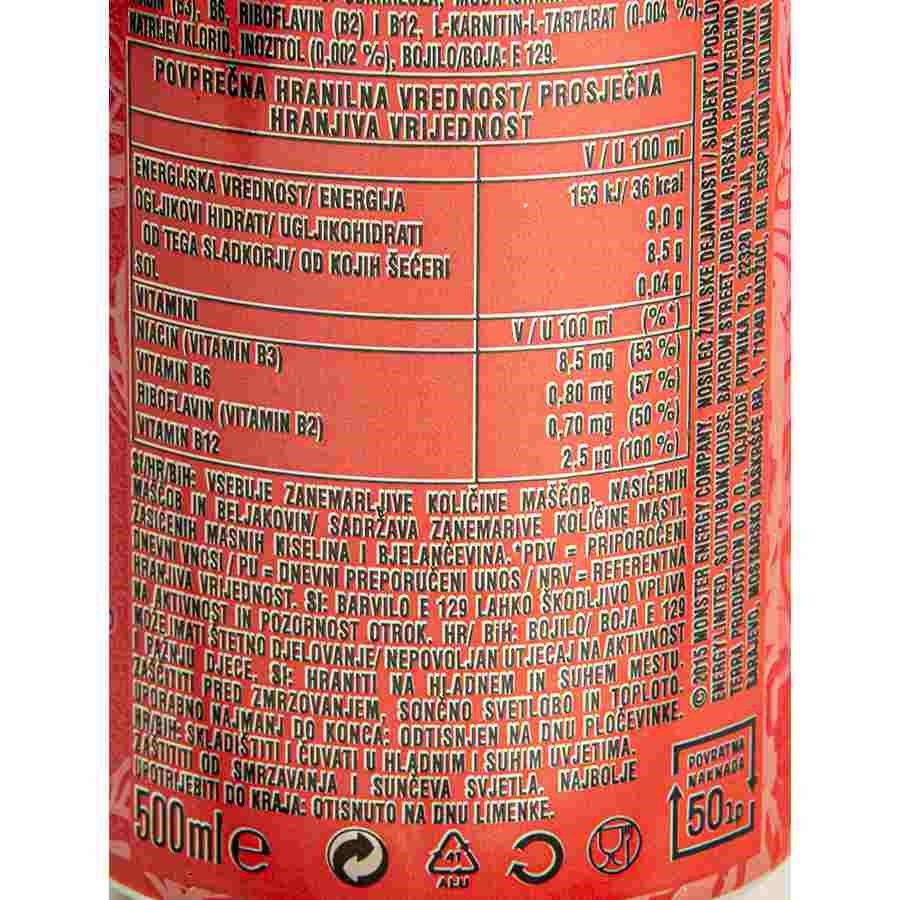 (B3), B6, RIBOFLAVIN (B2) I B12, L-KARNITIN-L-TARTARAT (0,004 %),
NATRIJEV KLORID, INOZITOL (0,002 %), BOJILO/BOJA: E 129.
POVPREČNA HRANILNA VREDNOST/ PROSJEČNA
HRANJIVA VRIJEDNOST
V / U 100 ml
ENERGIJSKA VREDNOST/ ENERGIJA 153 kJ/ 36 kcal
OGLJIKOVI HIDRATI/ UGLJIKOHIDRATI 9,0 g
OD TEGA SLADKORJI/ OD KOJIH ŠEĆERI 8,5 g
SOL 0,04 g
VITAMINI V / U 100 ml (%*)
NIACIN (VITAMIN B3) 8,5 mg (53 %)
VITAMIN B6 0,80 mg (57 %)
RIBOFLAVIN (VITAMIN B2) 0,70 mg (50 %)
VITAMIN B12 2,5 µg (100 %)
SI/HR/BIH: VSEBUJE ZANEMARLJIVE KOLIČINE MAŠČOB, NASIČENIH
MAŠČOB IN BELJAKOVIN/ SADRŽAVA ZANEMARIVE KOLIČINE MASTI,
ZASIĆENIH MASNIH KISELINA I BJELANČEVINA. *PDV = PRIPOROČENI
DNEVNI VNOSI / PU = DNEVNI PREPORUČENI UNOS / NRV = REFERENTNA
HRANJIVA VRIJEDNOST. SI: BARVILO E 129 LAHKO ŠKODLJIVO VPLIVA
NA AKTIVNOST IN POZORNOST OTROK. HR/ BiH: BOJILO/ BOJA E 129
MOŽE IMATI ŠTETNO DJELOVANJE/ NEPOVOLJAN UTJECAJ NA AKTIVNOST
I PAŽNJU DJECE. SI: HRANITI NA HLADNEM IN SUHEM MESTU.
ZAŠČITITI PRED ZMRZOVANJEM, SONČNO SVETLOBO IN TOPLOTO.
UPORABNO NAJMANJ DO KONCA: ODTISNJEN NA DNU PLOČEVINKE.
HR/BIH: SKLADIŠTITI I ČUVATI U HLADNIM I SUHIM UVJETIMA.
ZAŠTITI OD SMRZAVANJA I SUNČEVA SVJETLA. NAJBOLJE
UPOTRIJEBITI DO KRAJA: OTISNUTO NA DNU LIMENKE.
500ml e
41
ALU
POVRATNA
NAKNADA
50 lp
© 2015 MONSTER ENERGY COMPANY. NOSILEC ŽIVILSKE DEJAVNOSTI / SUBJEKT U POSLOV
ENERGY LIMITED, SOUTH BANK HOUSE, BARROW STREET, DUBLIN 4, IRSKA. PROIZVEDENO
TERRA PRODUCTION D.O.O., VOJVODE PUTNIKA 78, 22320 INĐIJA, SRBIJA. UVOZNIK
SARAJEVO, MOSTARSKO RASKRŠĆE BR. 1, 71240 HADŽIĆI, BIH, BESPLATNA INFOLINIJA